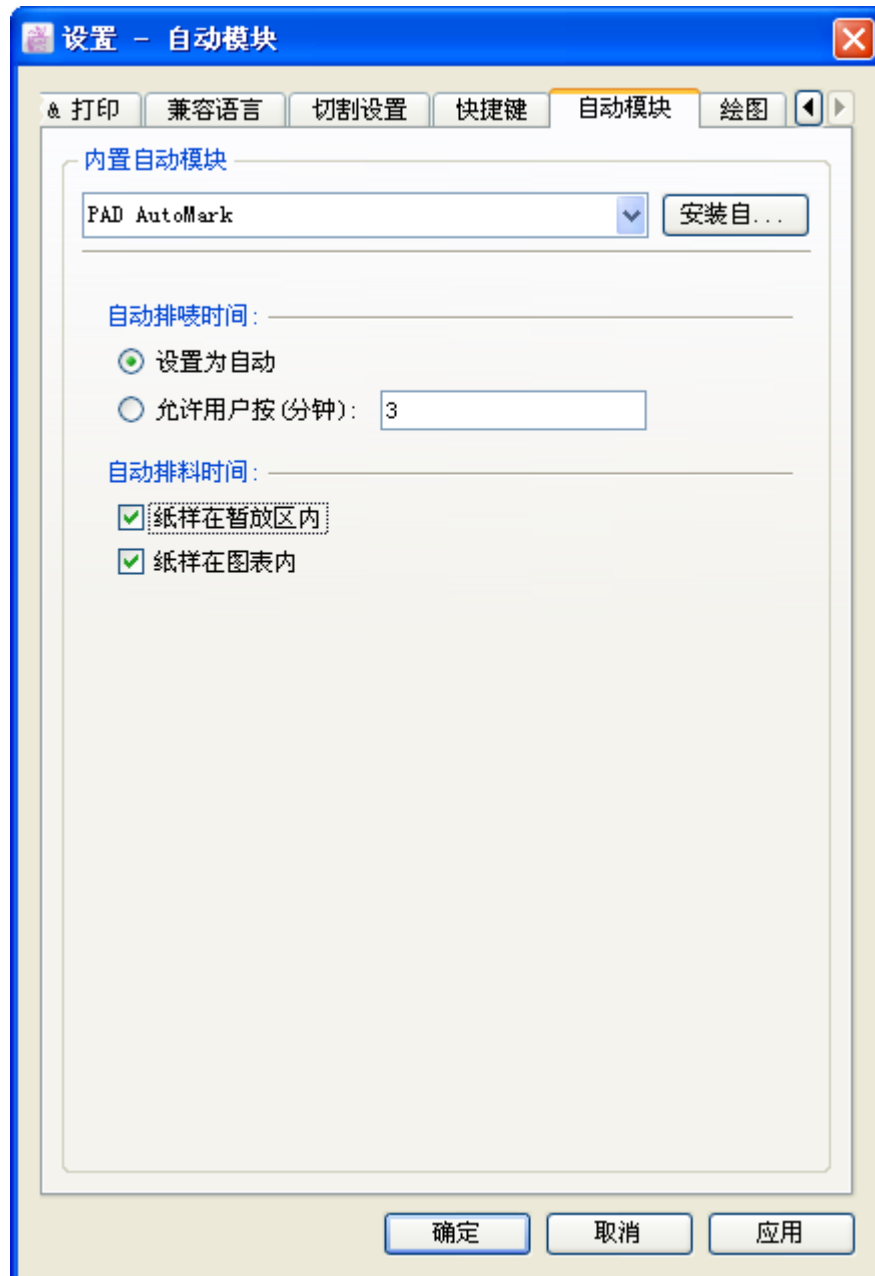 设置 - 自动模块
& 打印 兼容语言 切割设置 快捷键 自动模块 绘图
内置自动模块
PAD AutoMark 安装自...
自动排唛时间:
设置为自动
允许用户按(分钟): 3
自动排料时间:
纸样在暂放区内
纸样在图表内
确定 取消 应用